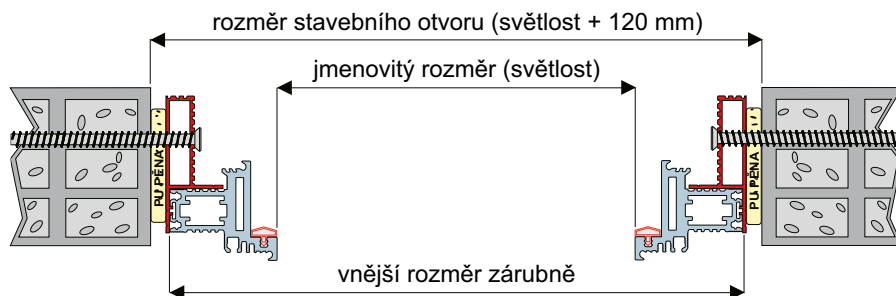 rozměr stavebního otvoru (světlost + 120 mm)
jmenovitý rozměr (světlost)
PU PĚNA
PU PĚNA
vnější rozměr zárubně